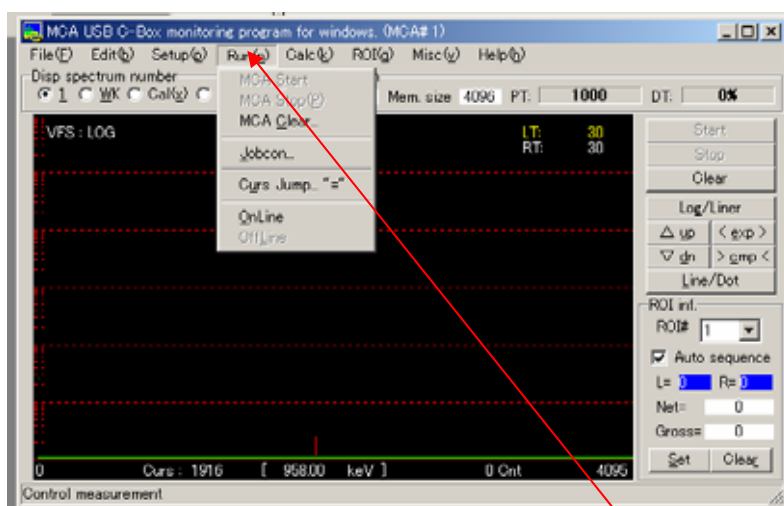 MCA USB C-Box monitoring program for windows. (MCA# 1)
File(F) Edit(b) Setup(o) Run(e) Calc(k) ROI(q) Misc(v) Help(h)
Disp spectrum number
1 WK Cal(y) Mem. size 4096 PT: 1000 DT: 0%
MCA Start
MCA Stop(P)
MCA Clear..
Jobcon..
Curs Jump.. "="
OnLine
OffLine
VFS : LOG
LT: 30
RT: 30
Start
Stop
Clear
Log/Liner
△ up < exp >
▽ dn > cmp <
Line/Dot
ROI inf.
ROI# 1
Auto sequence
L= 0 R= 0
Net= 0
Gross= 0
Set Clear
0 Curs : 1916 [ 958.00 keV ] 0 Cnt 4095
Control measurement